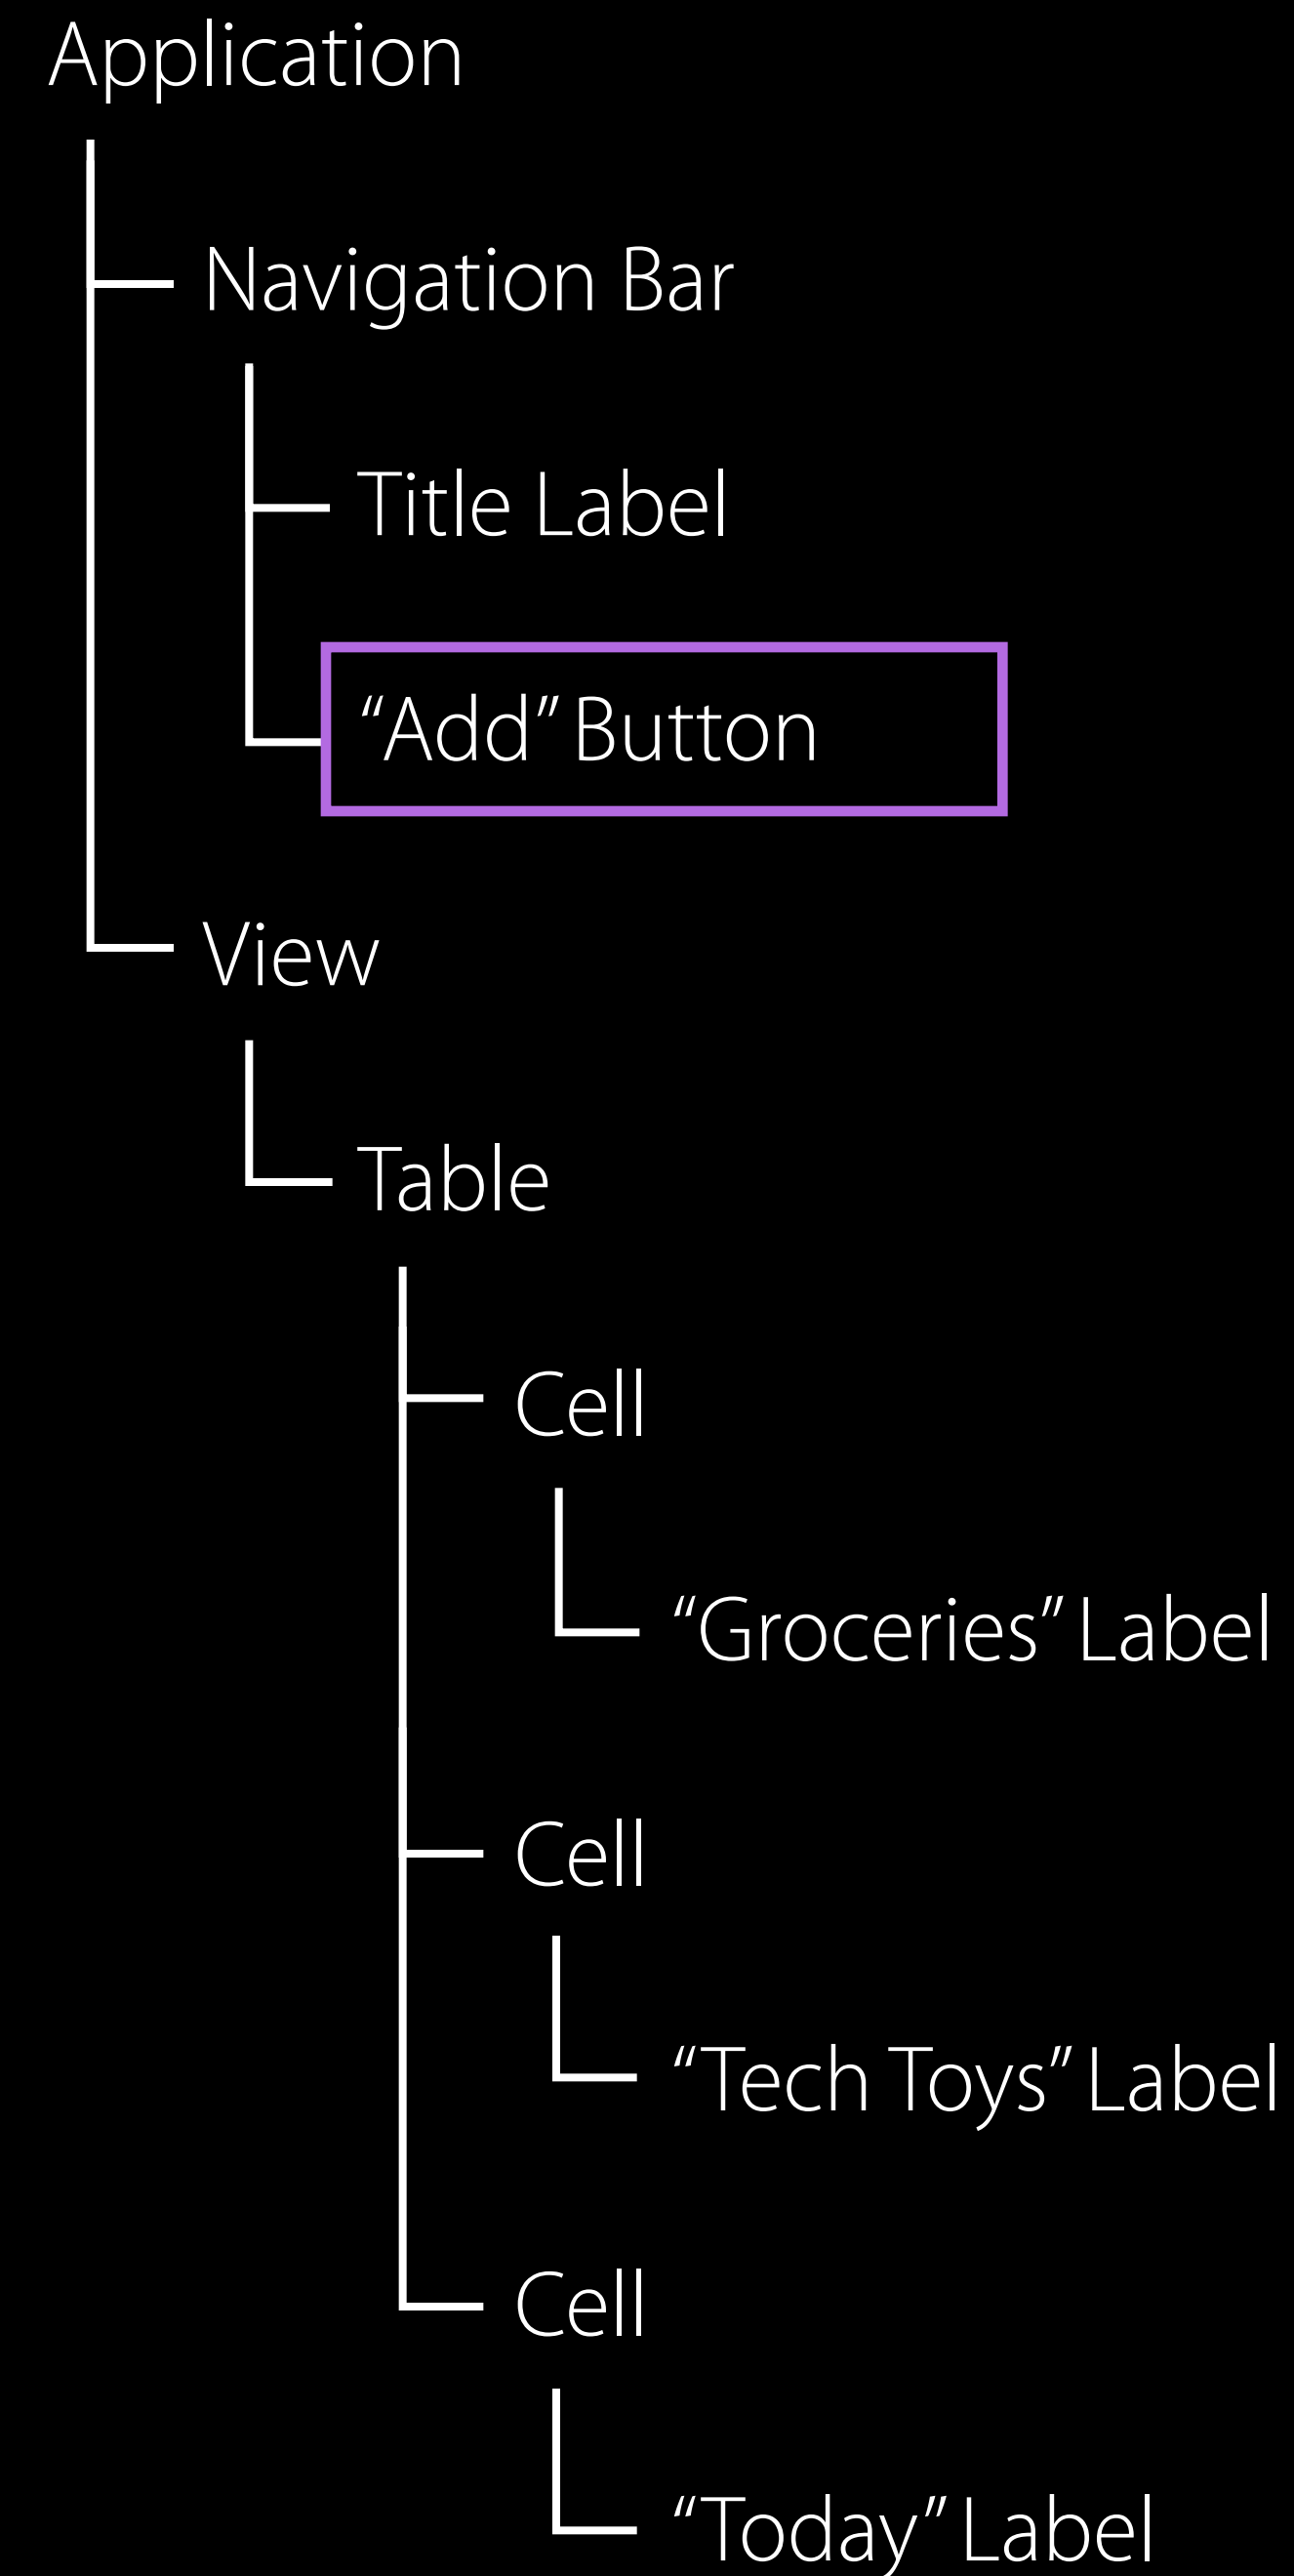 Application
Navigation Bar
Title Label
“Add” Button
View
Table
Cell
“Groceries” Label
Cell
“Tech Toys” Label
Cell
“Today” Label